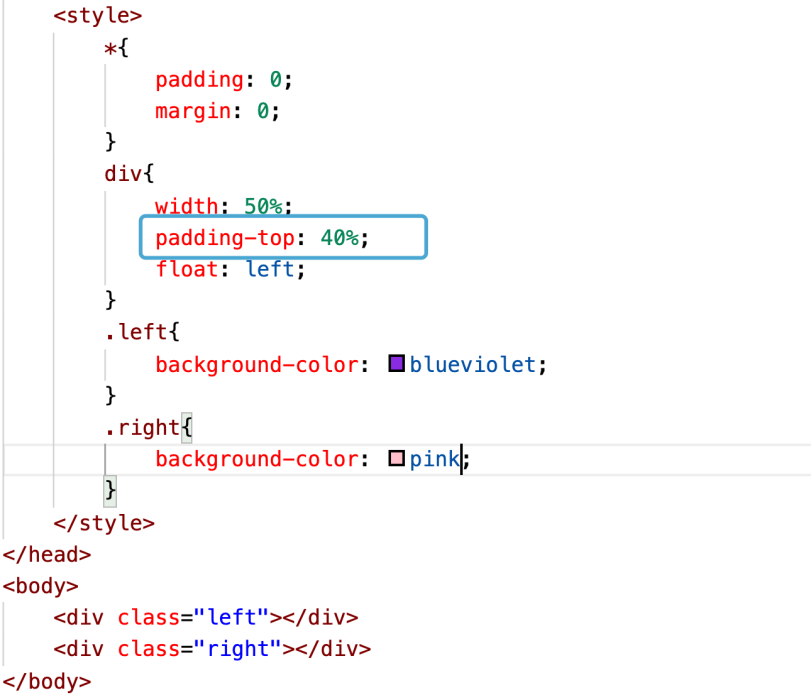 <style>
*{
padding: 0;
margin: 0;
}
div{
width: 50%;
padding-top: 40%;
float: left;
}
.left{
background-color: blueviolet;
}
.right{
background-color: pink;
}
</style>
</head>
<body>
<div class="left"></div>
<div class="right"></div>
</body>